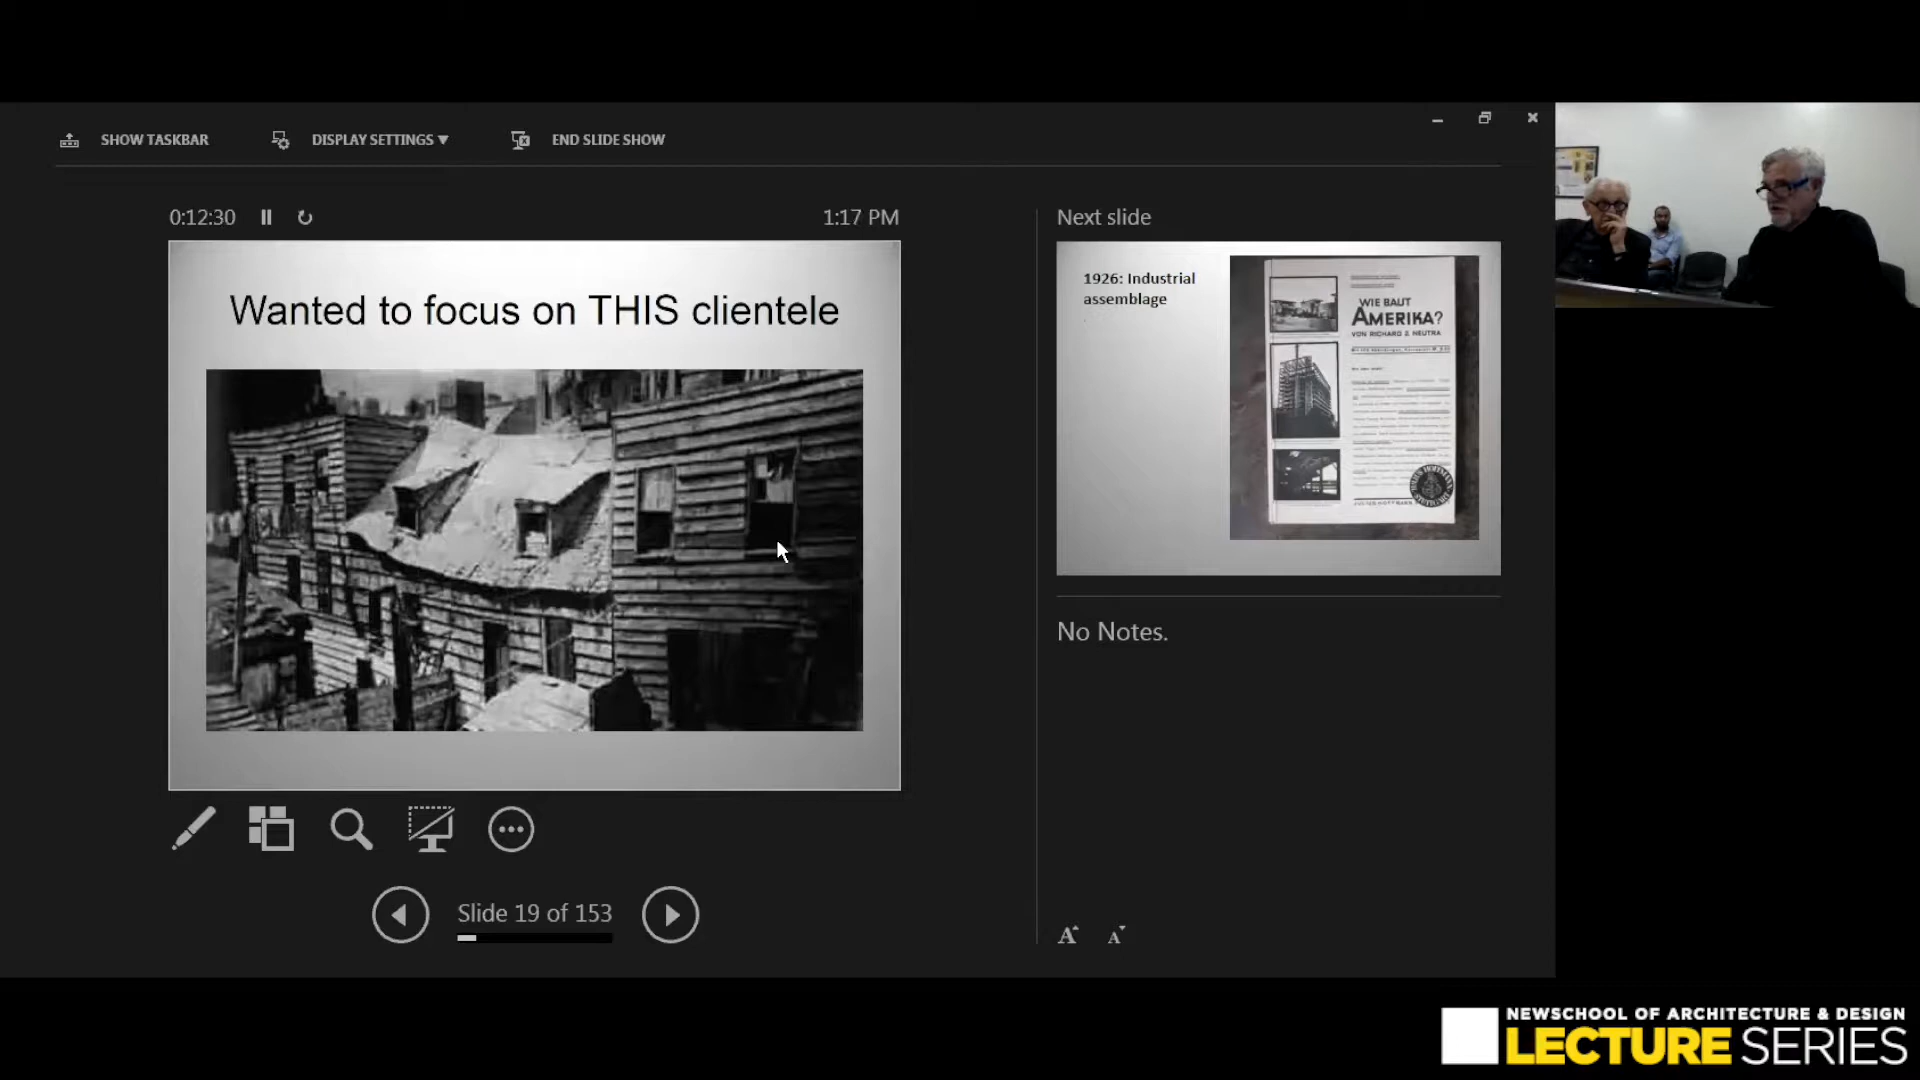 SHOW TASKBAR
DISPLAY SETTINGS ▼
END SLIDE SHOW
0:12:30
1:17 PM
Wanted to focus on THIS clientele
Slide 19 of 153
Next slide
1926: Industrial
assemblage
WIE BAUT
AMERIKA?
VON RICHARD J. NEUTRA
No Notes.
A A
NEWSCHOOL OF ARCHITECTURE & DESIGN
LECTURE SERIES